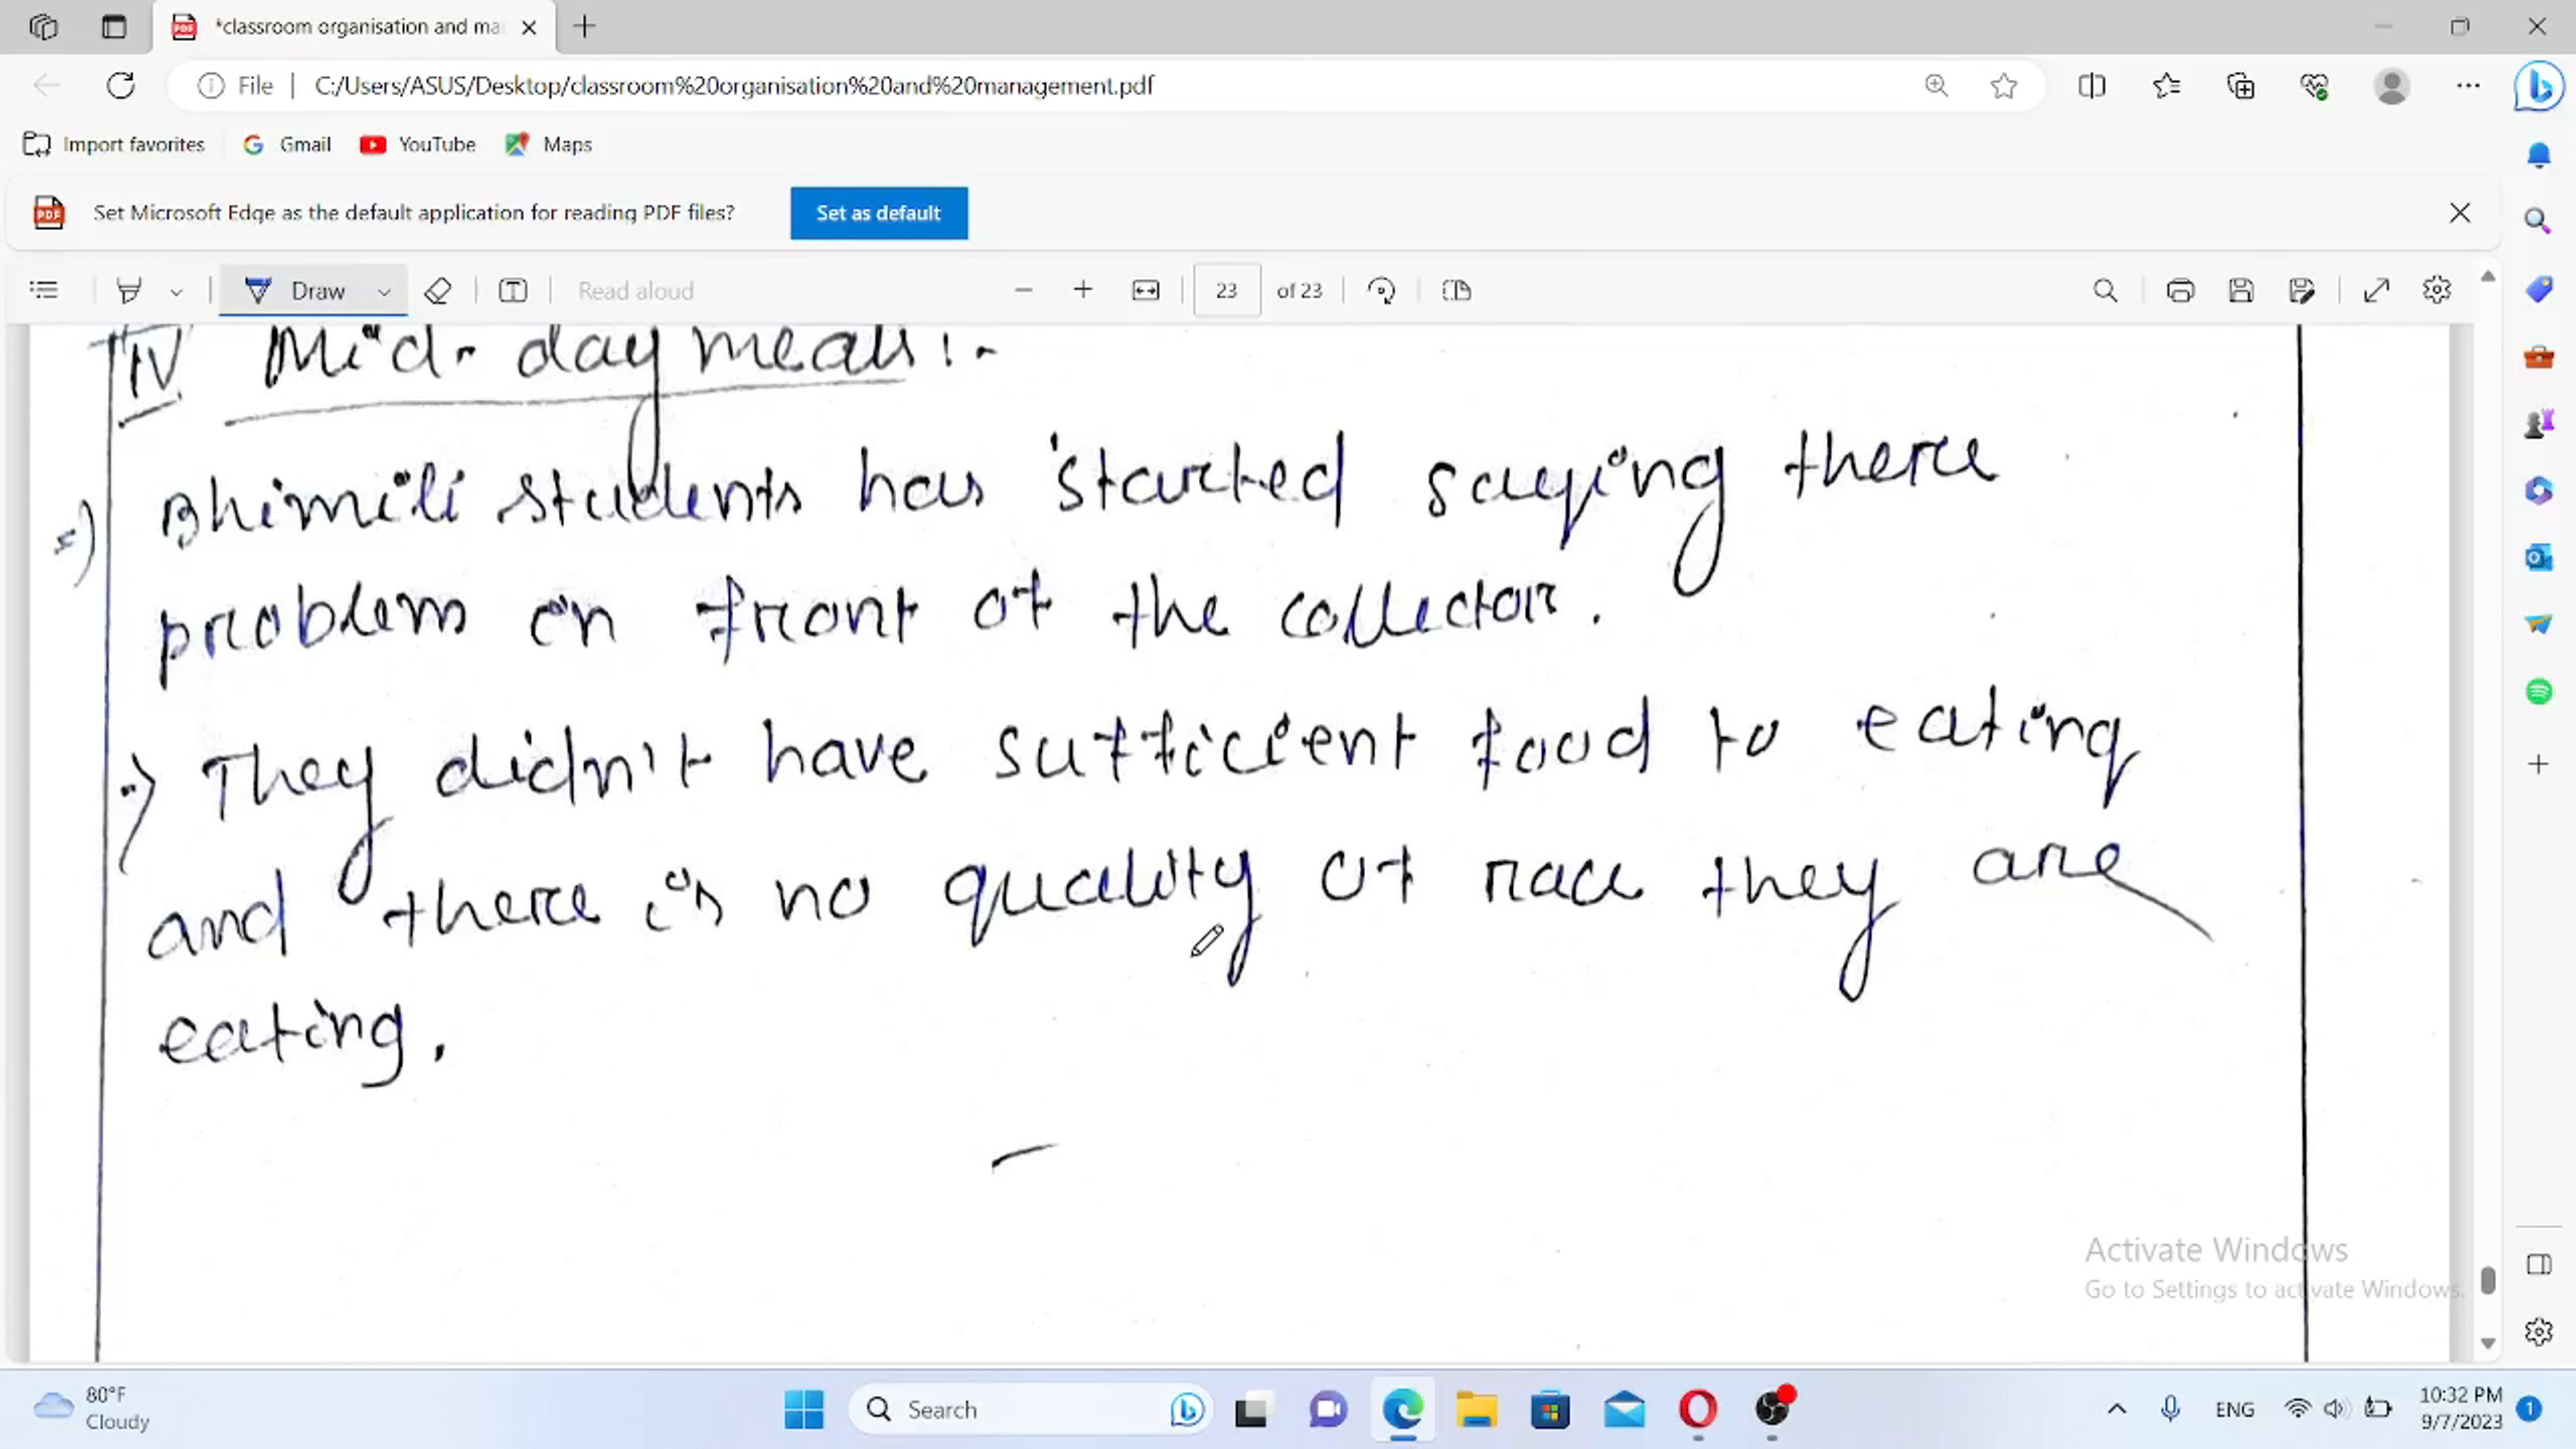 *classroom organisation and ma
File | C:/Users/ASUS/Desktop/classroom%20organisation%20and%20management.pdf
Import favorites Gmail YouTube Maps
Set Microsoft Edge as the default application for reading PDF files? Set as default
Draw Read aloud 23 of 23
IV Mid-day meals:-
=) Bhimili students has started saying there
problem in front of the collector.
=) They didn't have sufficient food to eating
and there is no quality of race they are
eating.
Activate Windows
Go to Settings to activate Windows.
80°F
Cloudy
Search
ENG
10:32 PM
9/7/2023
1